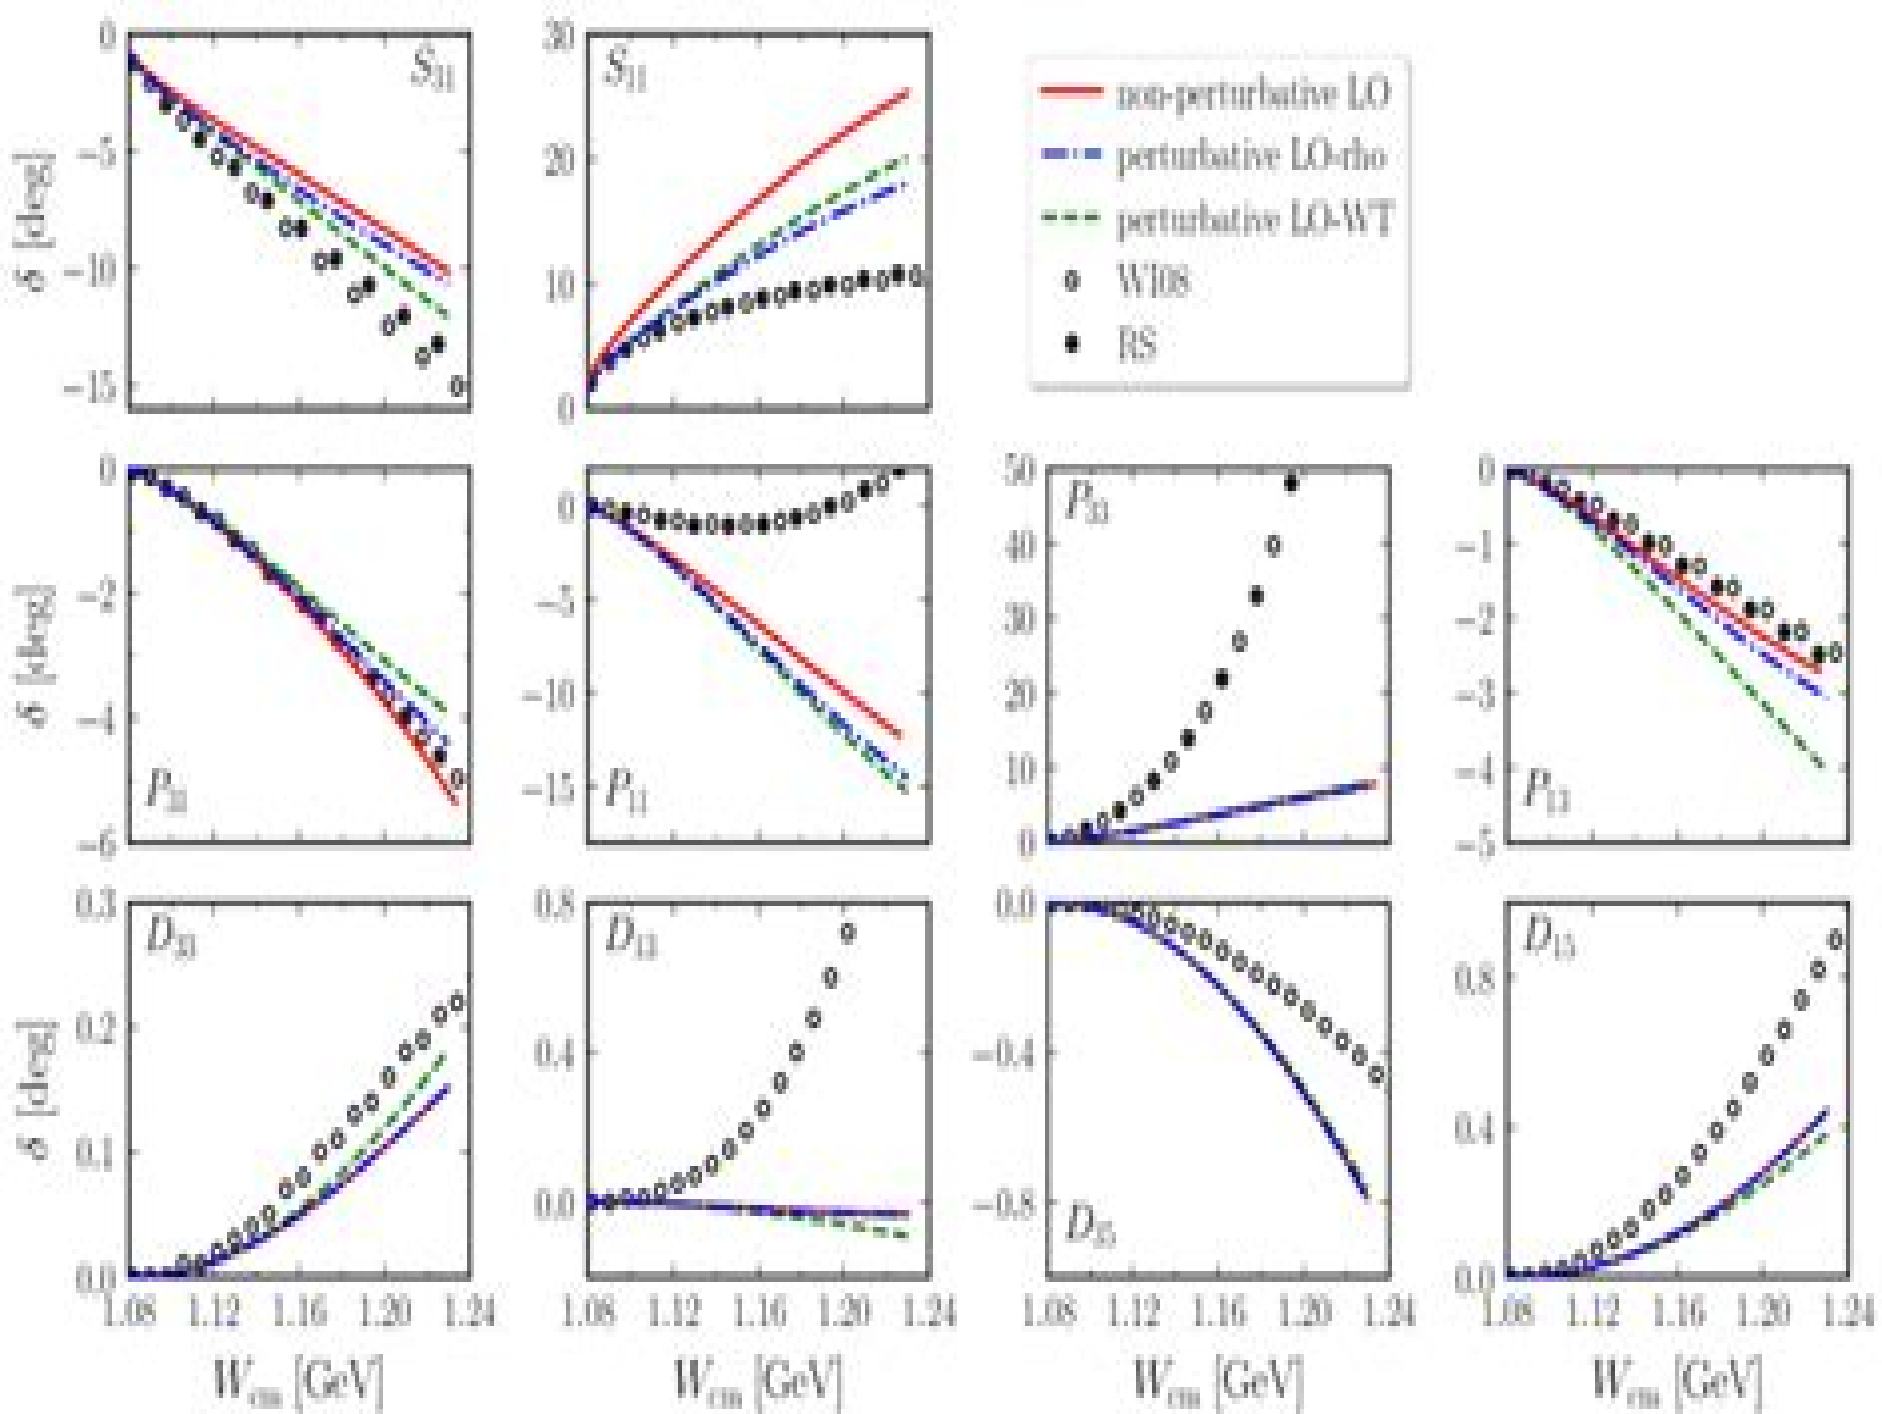 δ [deg]
0
−5
−10
−15
S31
30
20
10
0
S11
non-perturbative LO
perturbative LO-rho
perturbative LO-WT
WI08
RS
δ [deg]
0
−2
−4
−6
P31
0
−5
−10
−15
P11
50
40
30
20
10
0
P33
0
−1
−2
−3
−4
−5
P13
δ [deg]
0.3
0.2
0.1
0.0
D33
0.8
0.4
0.0
D13
0.0
−0.4
−0.8
D35
0.8
0.4
0.0
D15
1.08 1.12 1.16 1.20 1.24
1.08 1.12 1.16 1.20 1.24
1.08 1.12 1.16 1.20 1.24
1.08 1.12 1.16 1.20 1.24
Wcm [GeV]
Wcm [GeV]
Wcm [GeV]
Wcm [GeV]